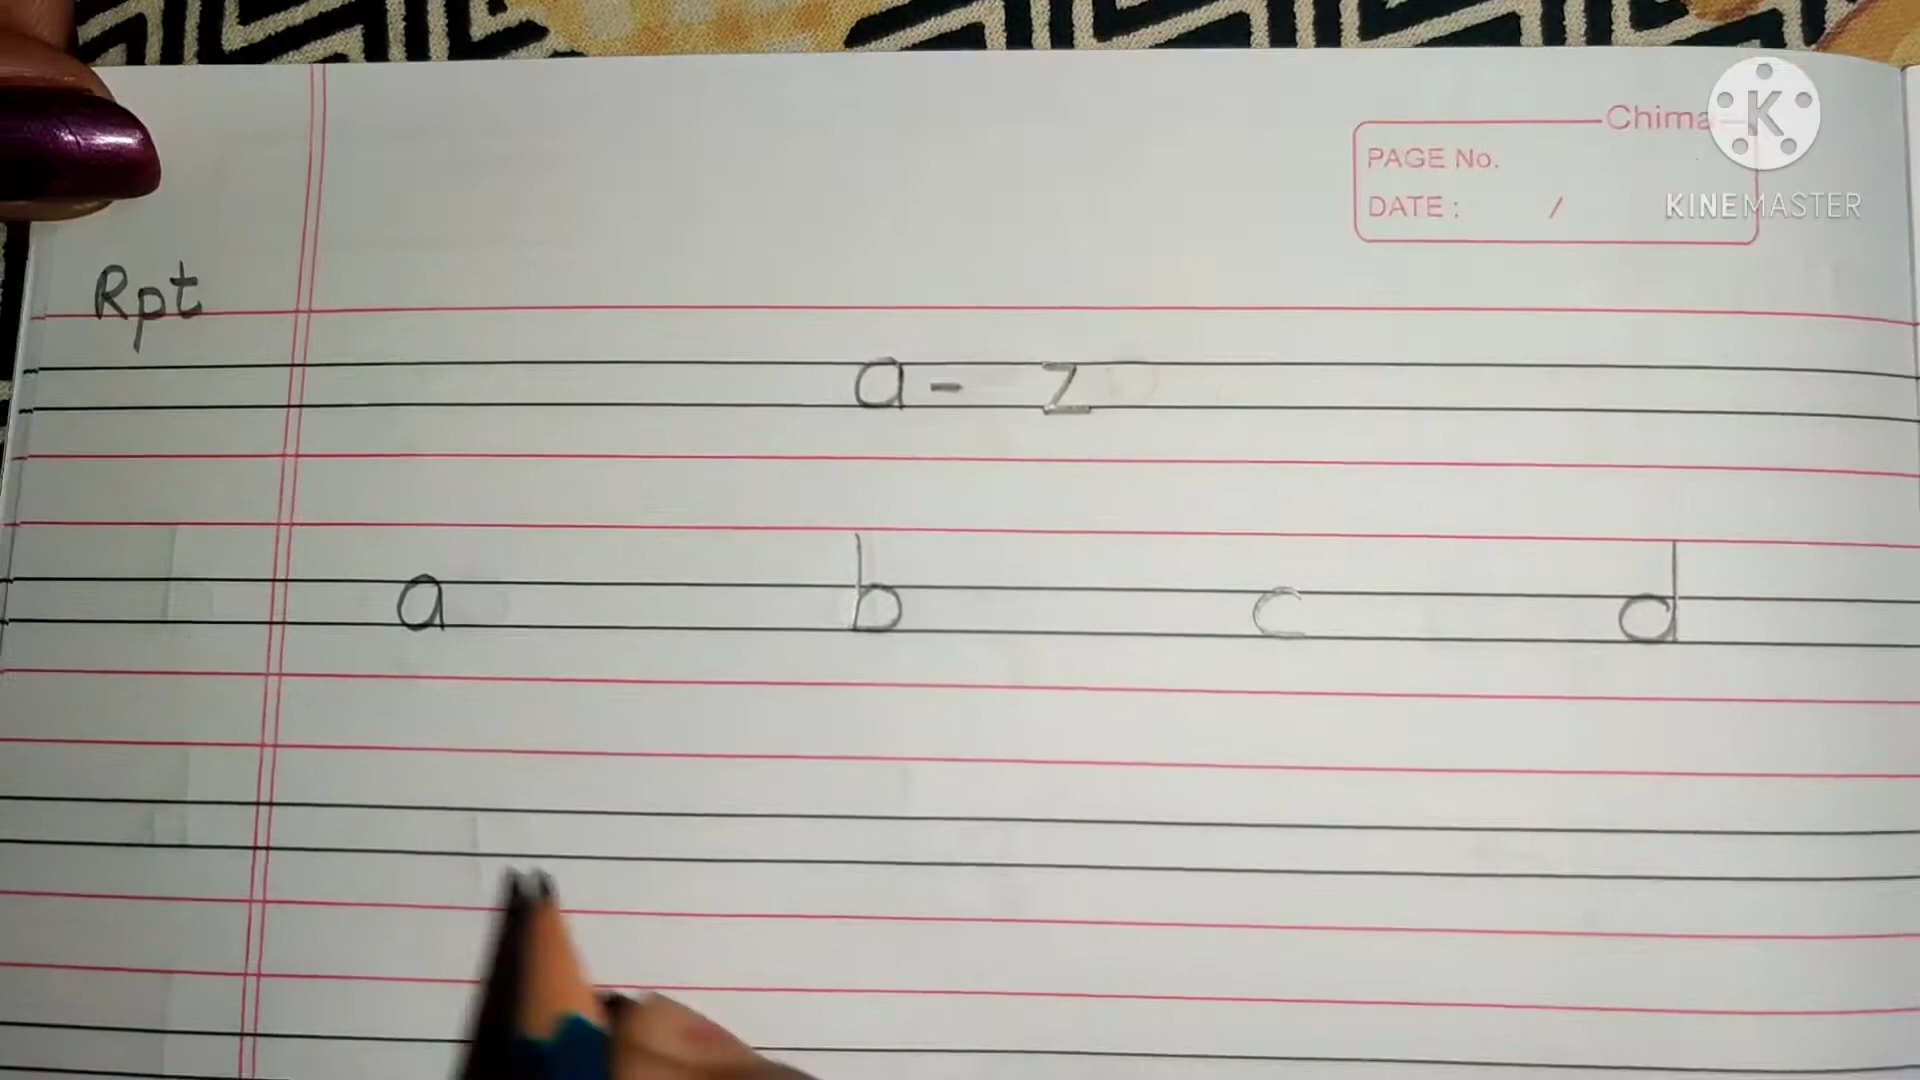 Chima
PAGE No.
DATE : /
KINEMASTER
Rpt
a - z
a b c d